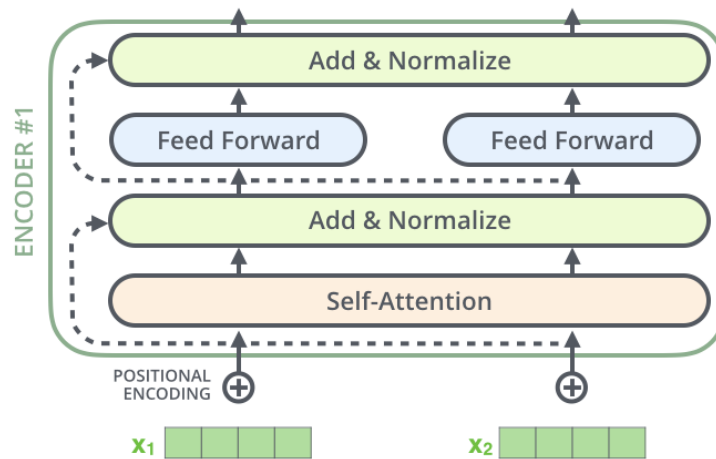 ENCODER #1
Add & Normalize
Feed Forward
Feed Forward
Add & Normalize
Self-Attention
POSITIONAL
ENCODING
x1
x2